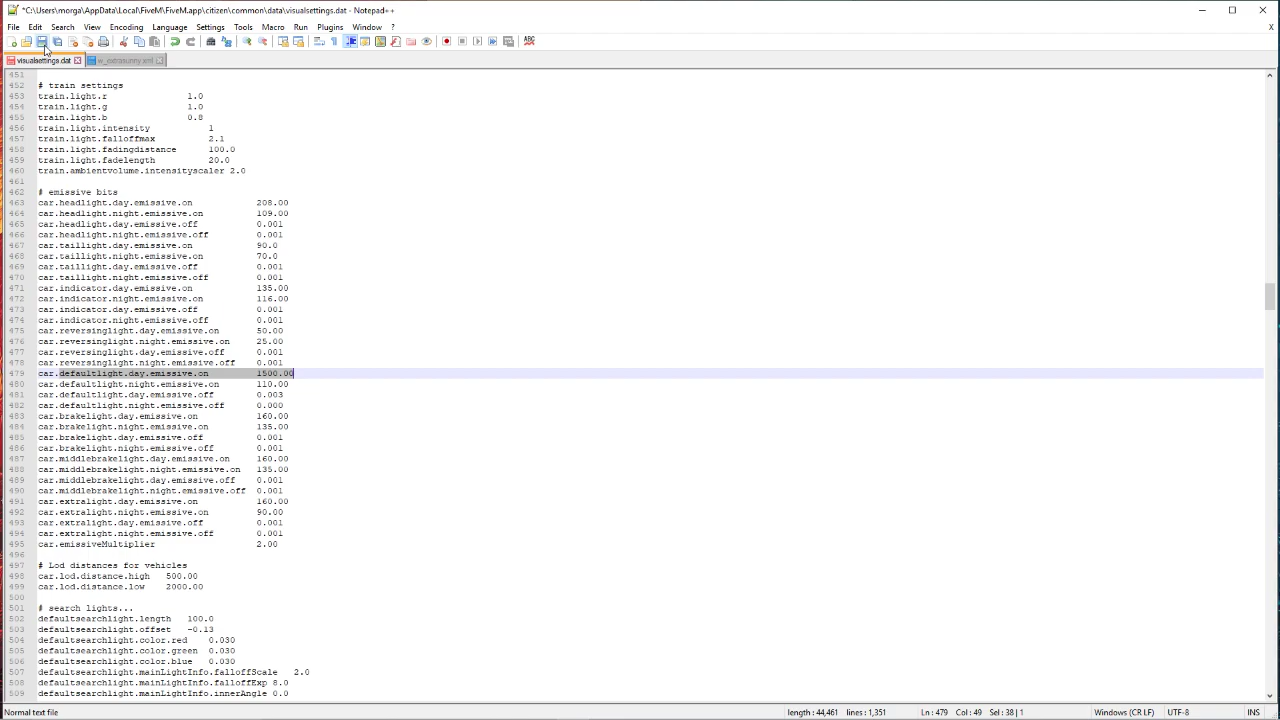 *C:\Users\morga\AppData\Local\FiveM\FiveM.app\citizen\common\data\visualsettings.dat - Notepad++
File Edit Search View Encoding Language Settings Tools Macro Run Plugins Window ? X
visualsettings.dat w_extrasunny.xml
451
452 # train settings
453 train.light.r 1.0
454 train.light.g 1.0
455 train.light.b 0.8
456 train.light.intensity 1
457 train.light.falloffmax 2.1
458 train.light.fadingdistance 100.0
459 train.light.fadelength 20.0
460 train.ambientvolume.intensityscaler 2.0
461
462 # emissive bits
463 car.headlight.day.emissive.on 208.00
464 car.headlight.night.emissive.on 109.00
465 car.headlight.day.emissive.off 0.001
466 car.headlight.night.emissive.off 0.001
467 car.taillight.day.emissive.on 90.0
468 car.taillight.night.emissive.on 70.0
469 car.taillight.day.emissive.off 0.001
470 car.taillight.night.emissive.off 0.001
471 car.indicator.day.emissive.on 135.00
472 car.indicator.night.emissive.on 116.00
473 car.indicator.day.emissive.off 0.001
474 car.indicator.night.emissive.off 0.001
475 car.reversinglight.day.emissive.on 50.00
476 car.reversinglight.night.emissive.on 25.00
477 car.reversinglight.day.emissive.off 0.001
478 car.reversinglight.night.emissive.off 0.001
479 car.defaultlight.day.emissive.on 1500.00
480 car.defaultlight.night.emissive.on 110.00
481 car.defaultlight.day.emissive.off 0.003
482 car.defaultlight.night.emissive.off 0.000
483 car.brakelight.day.emissive.on 160.00
484 car.brakelight.night.emissive.on 135.00
485 car.brakelight.day.emissive.off 0.001
486 car.brakelight.night.emissive.off 0.001
487 car.middlebrakelight.day.emissive.on 160.00
488 car.middlebrakelight.night.emissive.on 135.00
489 car.middlebrakelight.day.emissive.off 0.001
490 car.middlebrakelight.night.emissive.off 0.001
491 car.extralight.day.emissive.on 160.00
492 car.extralight.night.emissive.on 90.00
493 car.extralight.day.emissive.off 0.001
494 car.extralight.night.emissive.off 0.001
495 car.emissiveMultiplier 2.00
496
497 # Lod distances for vehicles
498 car.lod.distance.high 500.00
499 car.lod.distance.low 2000.00
500
501 # search lights...
502 defaultsearchlight.length 100.0
503 defaultsearchlight.offset -0.13
504 defaultsearchlight.color.red 0.030
505 defaultsearchlight.color.green 0.030
506 defaultsearchlight.color.blue 0.030
507 defaultsearchlight.mainLightInfo.falloffScale 2.0
508 defaultsearchlight.mainLightInfo.falloffExp 8.0
509 defaultsearchlight.mainLightInfo.innerAngle 0.0
Normal text file length : 44,461 lines : 1,351 Ln : 479 Col : 49 Sel : 38 | 1 Windows (CR LF) UTF-8 INS